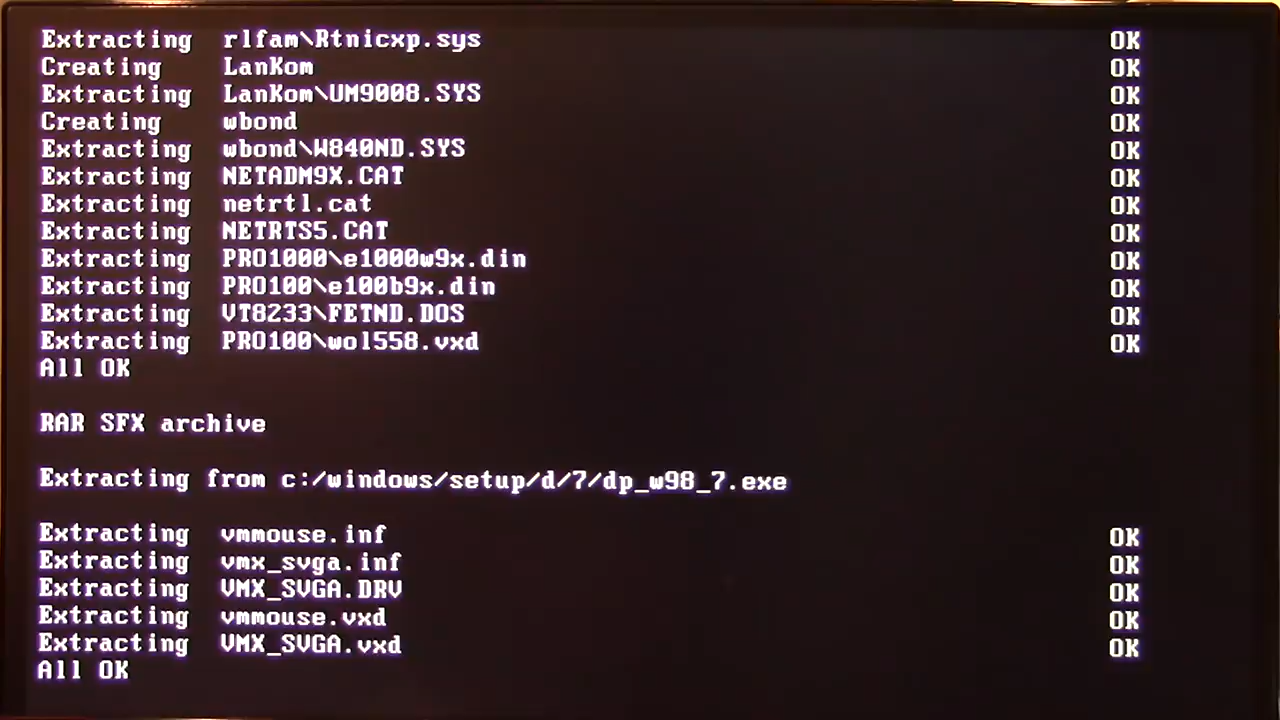 Extracting rlfam\Rtnicxp.sys OK
Creating LanKom OK
Extracting LanKom\UM9008.SYS OK
Creating wbond OK
Extracting wbond\W840ND.SYS OK
Extracting NETADM9X.CAT OK
Extracting netrtl.cat OK
Extracting NETRTS5.CAT OK
Extracting PRO1000\e1000w9x.din OK
Extracting PRO100\e100b9x.din OK
Extracting VT8233\FETND.DOS OK
Extracting PRO100\wol558.vxd OK
All OK
RAR SFX archive
Extracting from c:/windows/setup/d/7/dp_w98_7.exe
Extracting vmmouse.inf OK
Extracting vmx_svga.inf OK
Extracting VMX_SVGA.DRV OK
Extracting vmmouse.vxd OK
Extracting VMX_SVGA.vxd OK
All OK